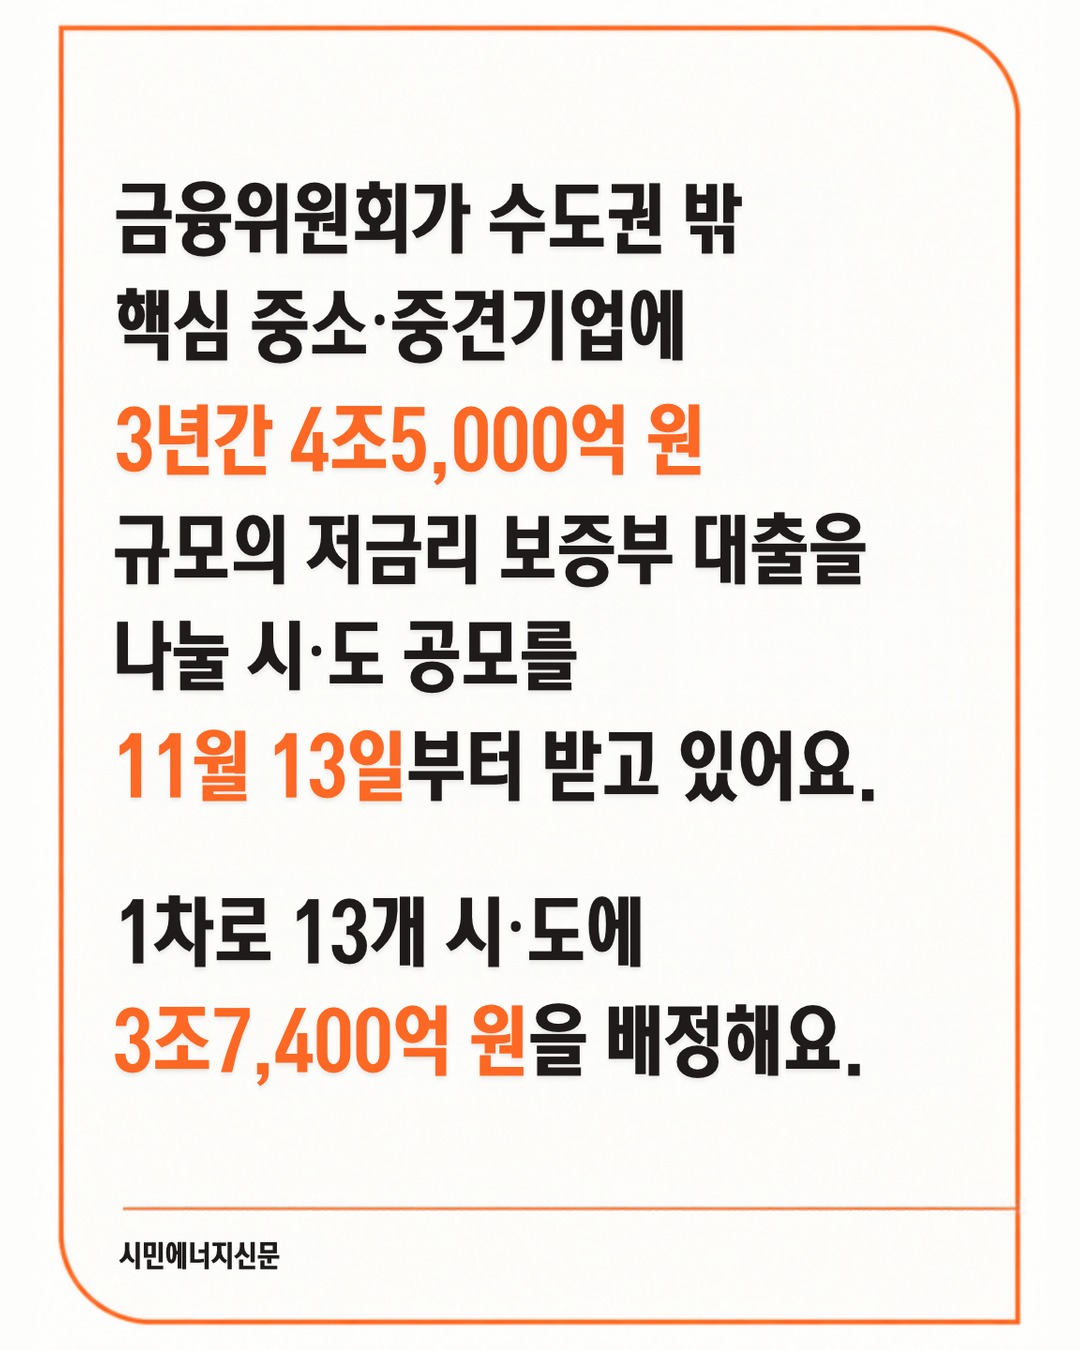 금융위원회가 수도권 밖
핵심 중소·중견기업에
3년간 4조5,000억 원
규모의 저금리 보증부 대출을
나눌 시·도 공모를
11월 13일부터 받고 있어요.
1차로 13개 시·도에
3조7,400억 원을 배정해요.
시민에너지신문